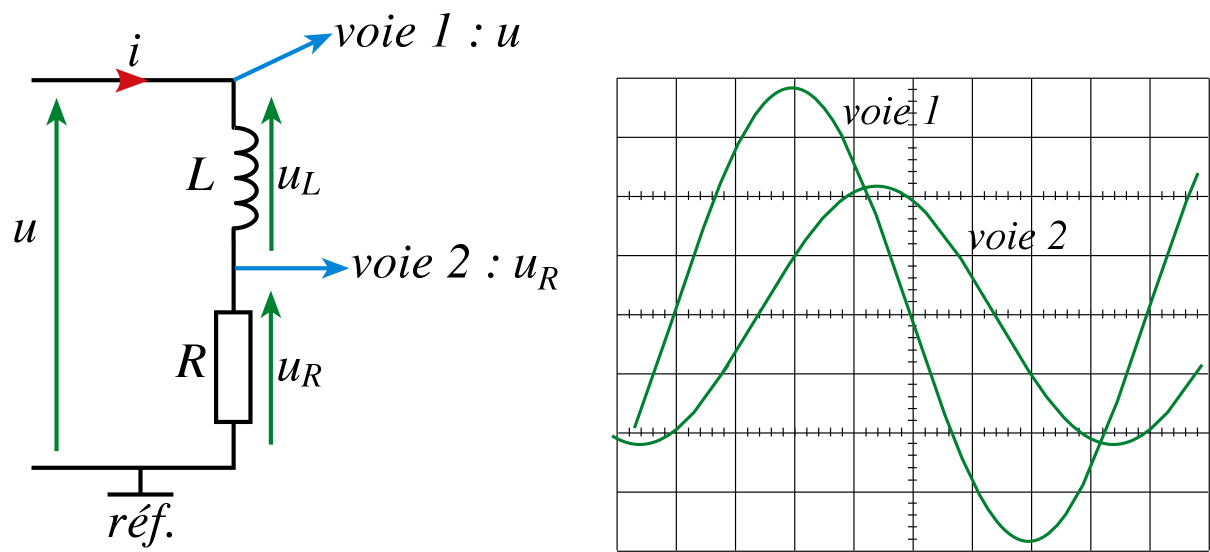 voie 1 : u
i
L
u_L
u
voie 2 : u_R
R
u_R
réf.
voie 1
voie 2